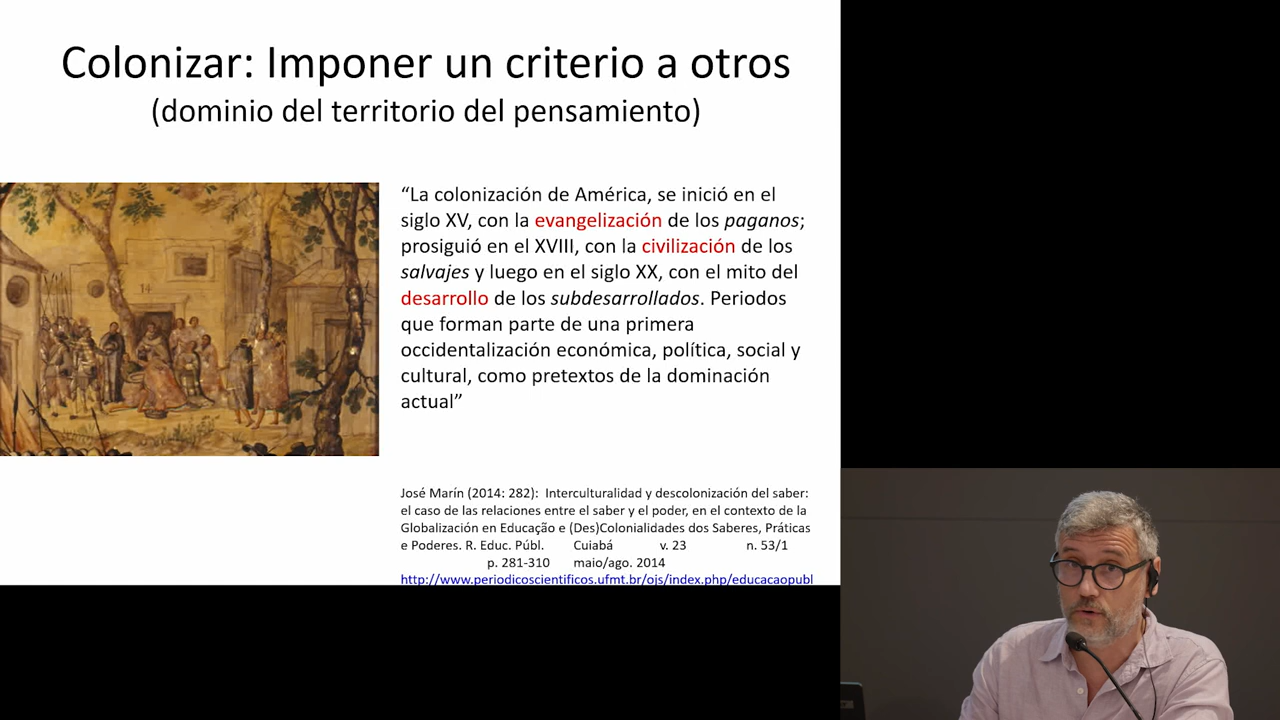 Colonizar: Imponer un criterio a otros
(dominio del territorio del pensamiento)
14
“La colonización de América, se inició en el
siglo XV, con la evangelización de los paganos;
prosiguió en el XVIII, con la civilización de los
salvajes y luego en el siglo XX, con el mito del
desarrollo de los subdesarrollados. Periodos
que forman parte de una primera
occidentalización económica, política, social y
cultural, como pretextos de la dominación
actual”
José Marín (2014: 282): Interculturalidad y descolonización del saber:
el caso de las relaciones entre el saber y el poder, en el contexto de la
Globalización en Educação e (Des)Colonialidades dos Saberes, Práticas
e Poderes. R. Educ. Públ. Cuiabá v. 23 n. 53/1
p. 281-310 maio/ago. 2014
http://www.periodicoscientificos.ufmt.br/ojs/index.php/educacaopubl